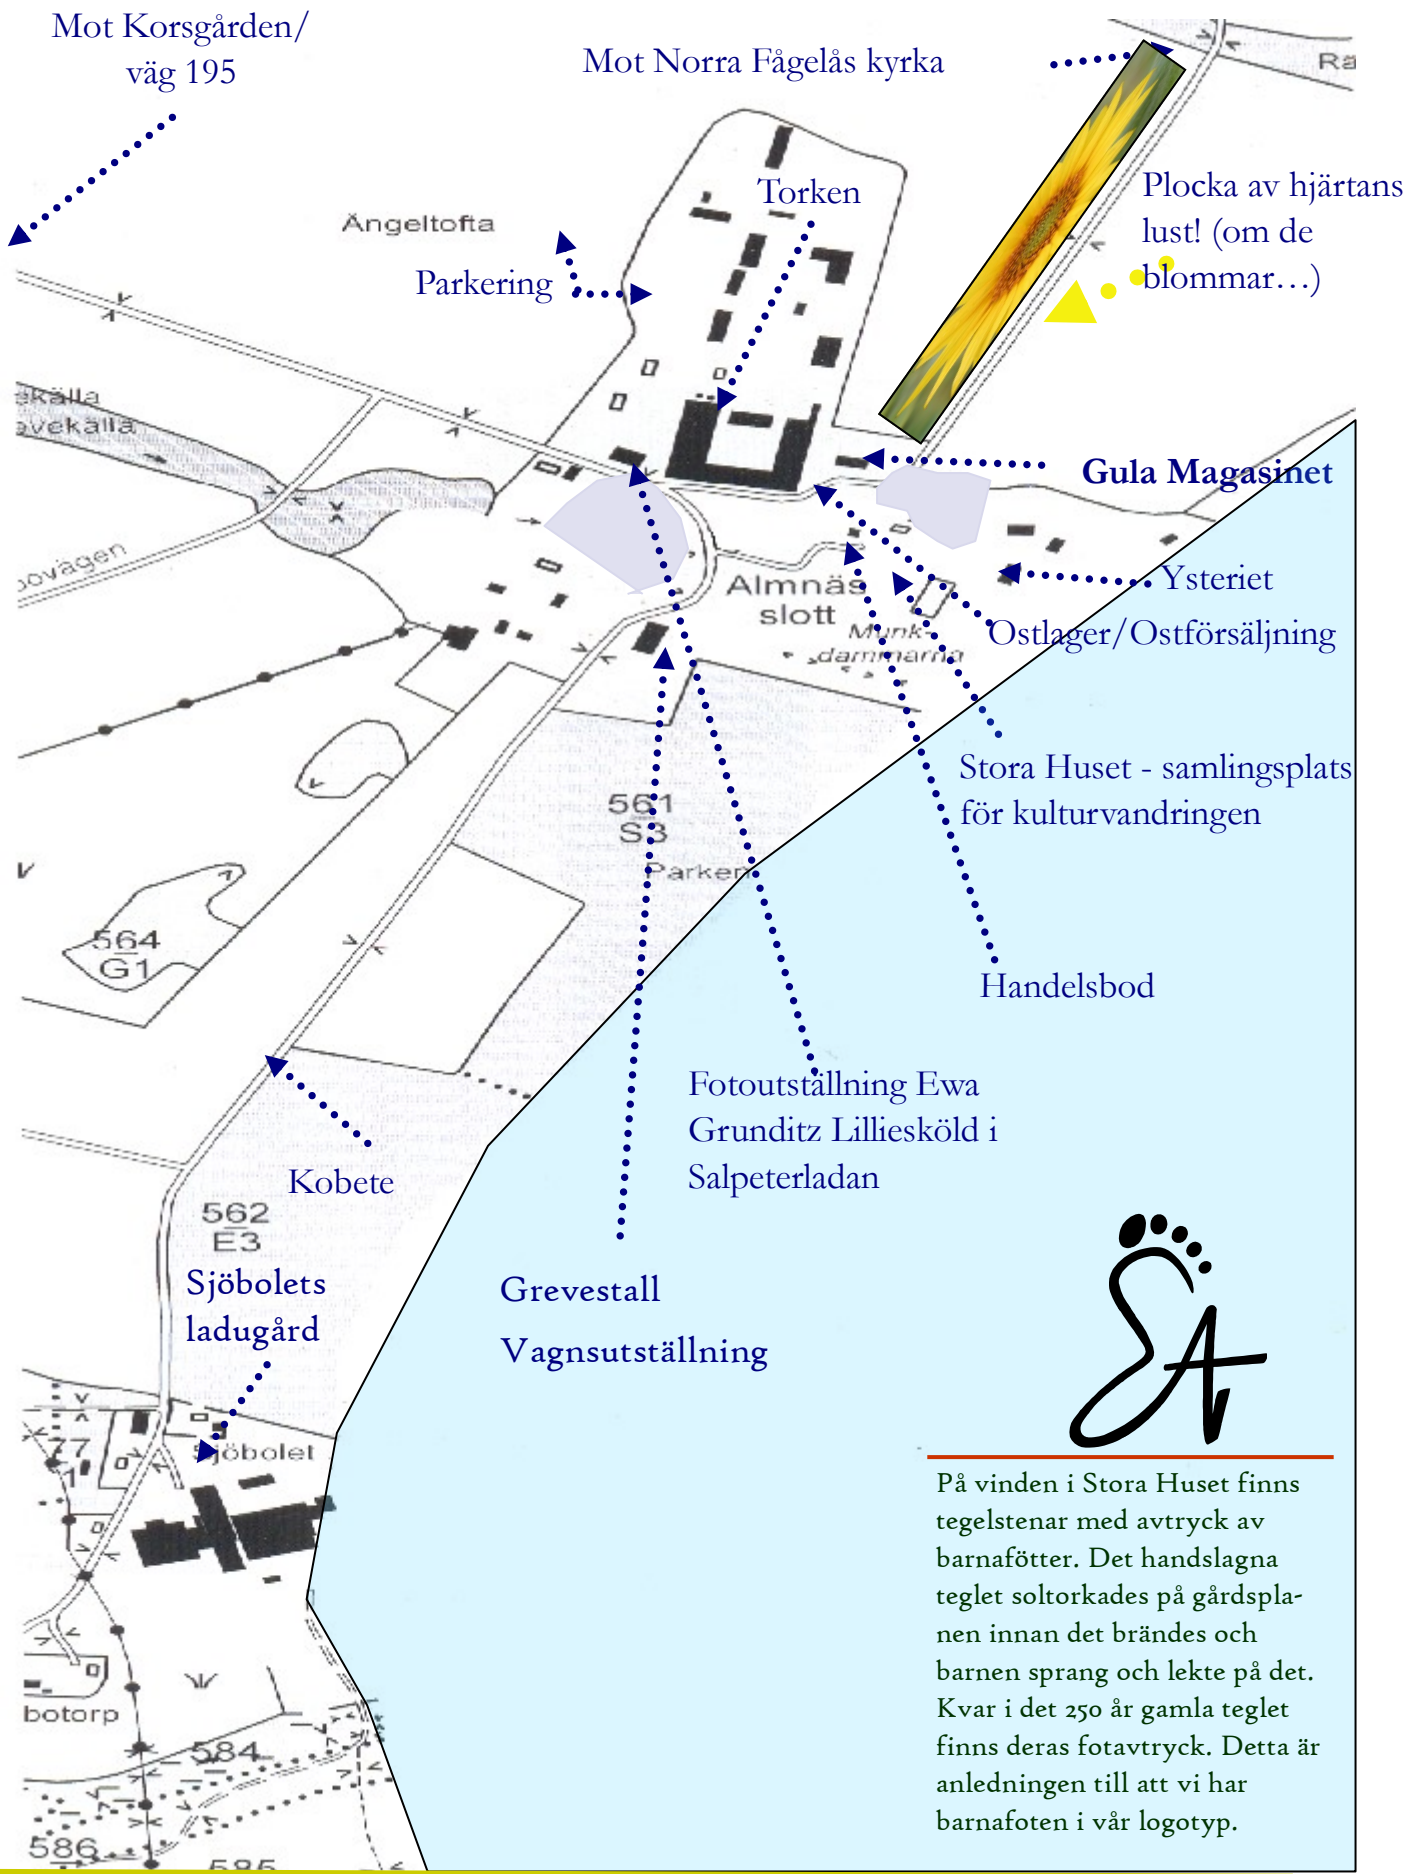 Mot Korsgården/
väg 195
Mot Norra Fågelås kyrka
Torken
Ängeltofta
Parkering
Plocka av hjärtans
lust! (om de
blommar...)
Gula Magasinet
Almnäs
slott
Munk-
dammarna
Ysteriet
Ostlager/Ostförsäljning
Stora Huset - samlingsplats
för kulturvandringen
561
S3
Parken
564
G1
Handelsbod
Fotoutställning Ewa
Grunditz Lilliesköld i
Salpeterladan
Kobete
562
E3
Sjöbolets
ladugård
Grevestall
Vagnsutställning
Sjöbolet
botorp
584
586
585
SA
På vinden i Stora Huset finns
tegelstenar med avtryck av
barnafötter. Det handslagna
teglet soltorkades på gårdspla-
nen innan det brändes och
barnen sprang och lekte på det.
Kvar i det 250 år gamla teglet
finns deras fotavtryck. Detta är
anledningen till att vi har
barnafoten i vår logotyp.